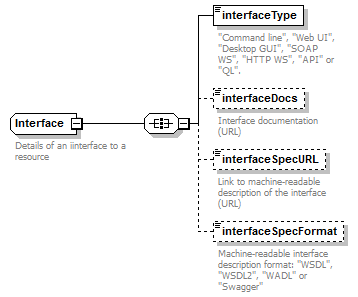 interfaceType
"Command line", "Web UI",
"Desktop GUI", "SOAP
WS", "HTTP WS", "API" or
"QL".
interfaceDocs
Interface documentation
(URL)
Interface
Details of an iinterface to a
resource
interfaceSpecURL
Link to machine-readable
description of the interface
(URL)
interfaceSpecFormat
Machine-readable interface
description format: "WSDL",
"WSDL2", "WADL" or
"Swagger"